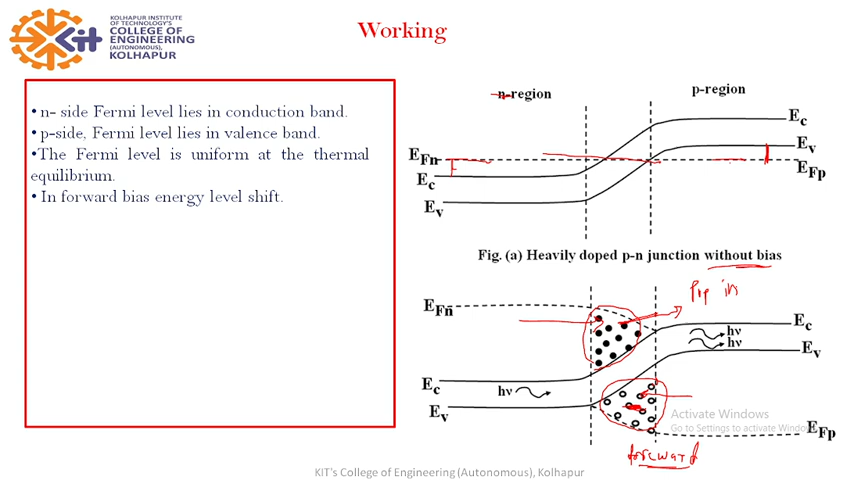 KOLHAPUR INSTITUTE
OF TECHNOLOGY'S
COLLEGE OF
ENGINEERING
(AUTONOMOUS),
KOLHAPUR
KIT
Working
• n- side Fermi level lies in conduction band.
• p-side, Fermi level lies in valence band.
•The Fermi level is uniform at the thermal
equilibrium.
• In forward bias energy level shift.
n-region
p-region
Ec
Ev
EFn
EFp
Ec
Ev
Fig. (a) Heavily doped p-n junction without bias
Pop in
EFn
Ec
hν
hν
Ev
Ec
hν
Ev
EFp
forward
Activate Windows
Go to Settings to activate Windows.
KIT's College of Engineering (Autonomous), Kolhapur